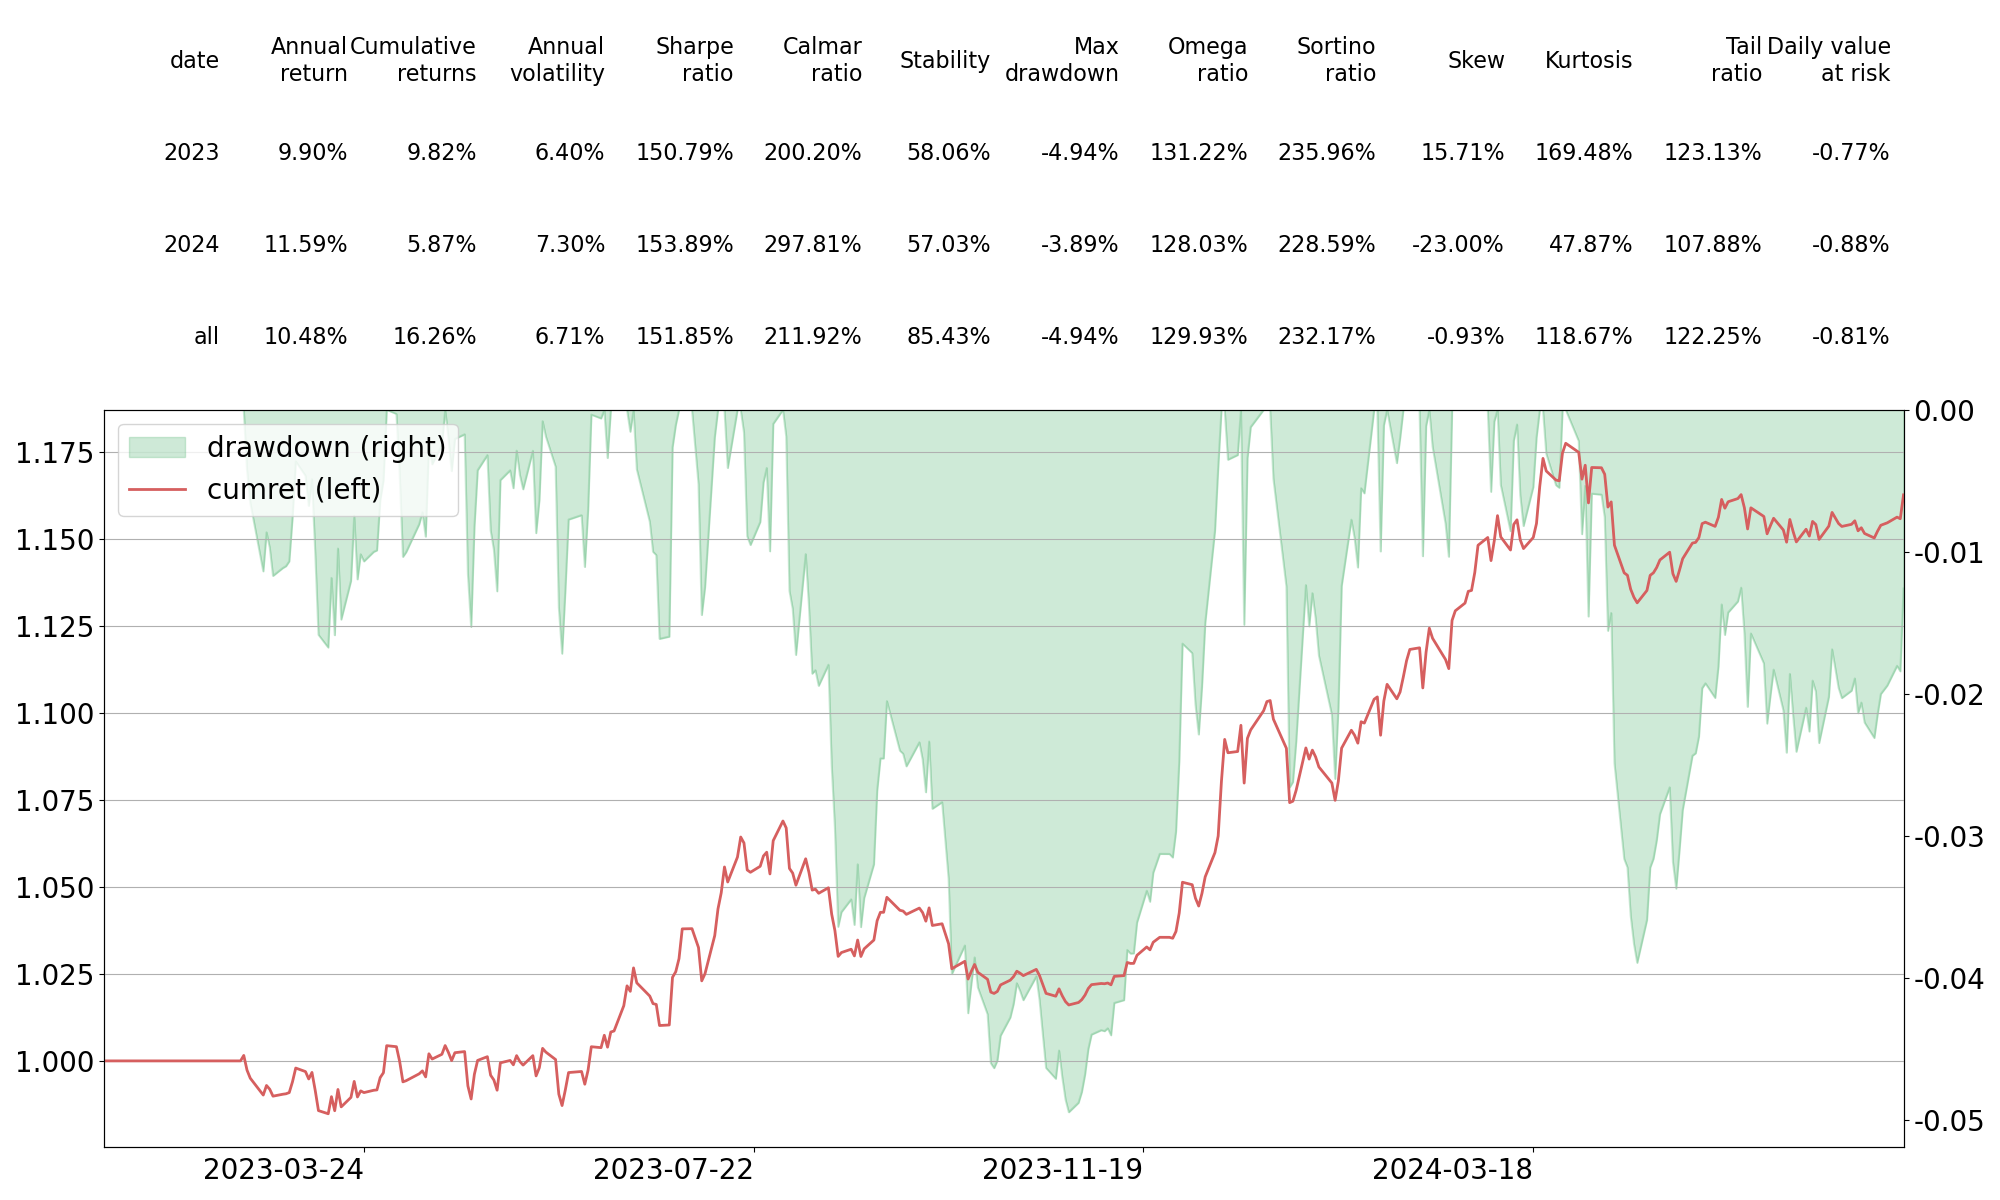 date Annual return Cumulative returns Annual volatility Sharpe ratio Calmar ratio Stability Max drawdown Omega ratio Sortino ratio Skew Kurtosis Tail ratio Daily value at risk
2023 9.90% 9.82% 6.40% 150.79% 200.20% 58.06% -4.94% 131.22% 235.96% 15.71% 169.48% 123.13% -0.77%
2024 11.59% 5.87% 7.30% 153.89% 297.81% 57.03% -3.89% 128.03% 228.59% -23.00% 47.87% 107.88% -0.88%
all 10.48% 16.26% 6.71% 151.85% 211.92% 85.43% -4.94% 129.93% 232.17% -0.93% 118.67% 122.25% -0.81%
drawdown (right)
cumret (left)
1.175
1.150
1.125
1.100
1.075
1.050
1.025
1.000
0.00
-0.01
-0.02
-0.03
-0.04
-0.05
2023-03-24 2023-07-22 2023-11-19 2024-03-18